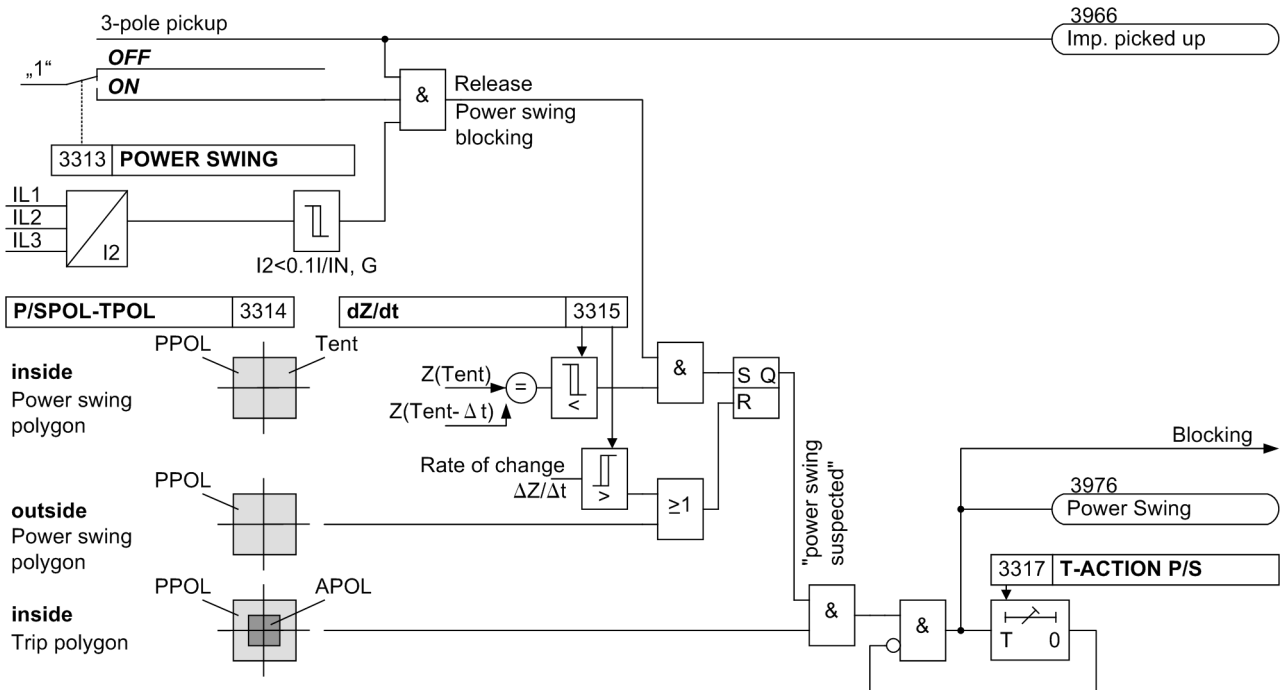 3-pole pickup
3966
Imp. picked up
OFF
„1“
ON
&
Release
Power swing
blocking
3313 POWER SWING
IL1
IL2
IL3
I2
I2<0.1I/IN, G
P/SPOL-TPOL 3314
dZ/dt 3315
PPOL Tent
inside
Power swing
polygon
Z(Tent)
=
Z(Tent- Δ t)
<
&
S Q
R
Rate of change
ΔZ/Δt
>
≥1
PPOL
outside
Power swing
polygon
"power swing
suspected"
Blocking
3976
Power Swing
3317 T-ACTION P/S
PPOL APOL
inside
Trip polygon
&
&
T 0